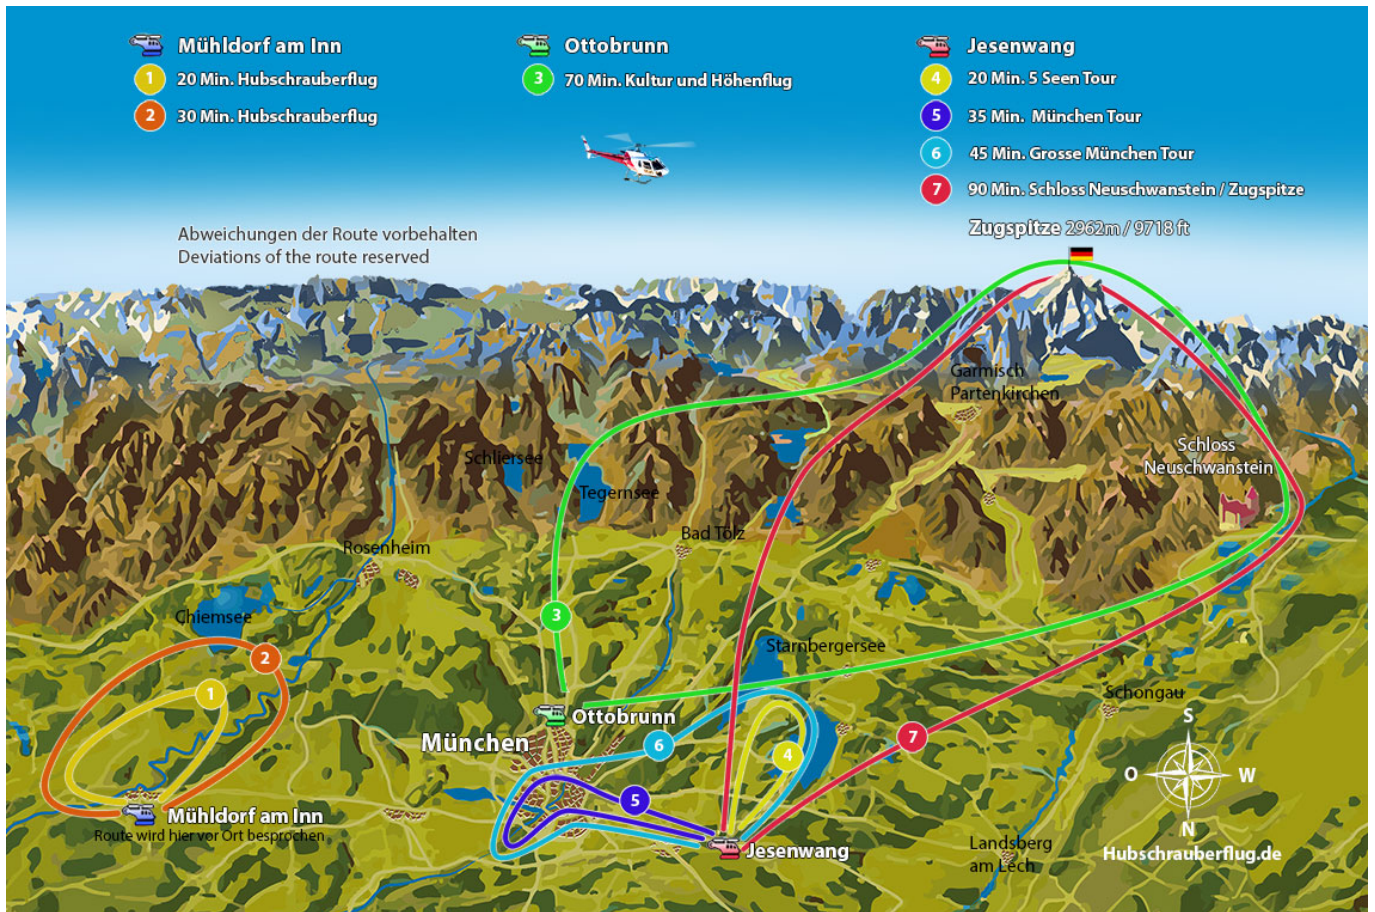 Mühldorf am Inn
1 20 Min. Hubschrauberflug
2 30 Min. Hubschrauberflug
Ottobrunn
3 70 Min. Kultur und Höhenflug
Jesenwang
4 20 Min. 5 Seen Tour
5 35 Min. München Tour
6 45 Min. Grosse München Tour
7 90 Min. Schloss Neuschwanstein / Zugspitze
Zugspitze 2962m / 9718 ft
Abweichungen der Route vorbehalten
Deviations of the route reserved
Garmisch
Partenkirchen
Schloss
Neuschwanstein
Schliersee
Tegernsee
Bad Tölz
Rosenheim
Chiemsee
3
Starnbergersee
2
1
Schongau
Ottobrunn
München
6
7
4
5
S
O W
N
Mühldorf am Inn
Route wird hier vor Ort besprochen
Jesenwang
Landsberg
am Lech
Hubschrauberflug.de